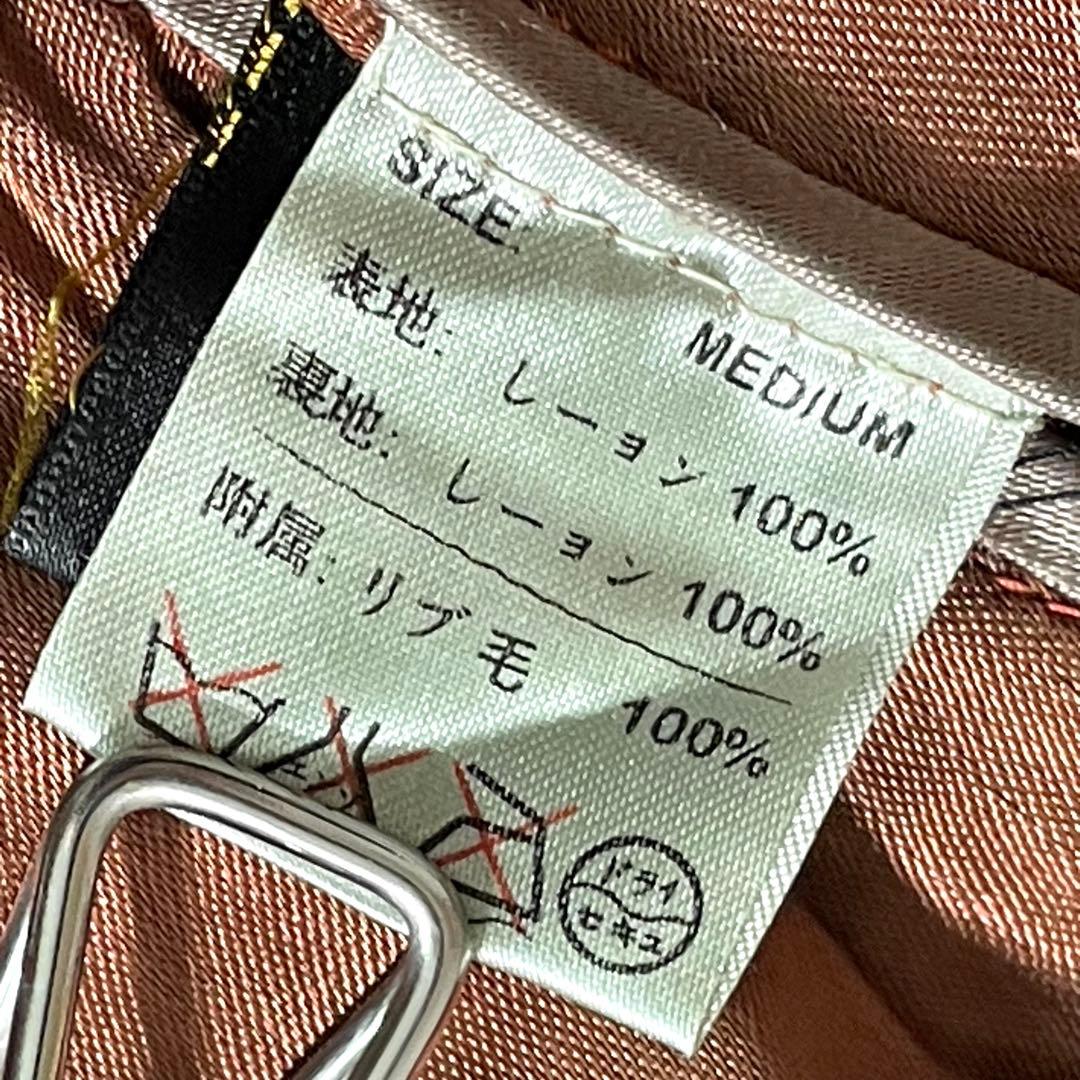 SIZE: MEDIUM
表地: レーヨン 100%
裏地: レーヨン 100%
附属: リブ 毛 100%
ドライ
セキユ